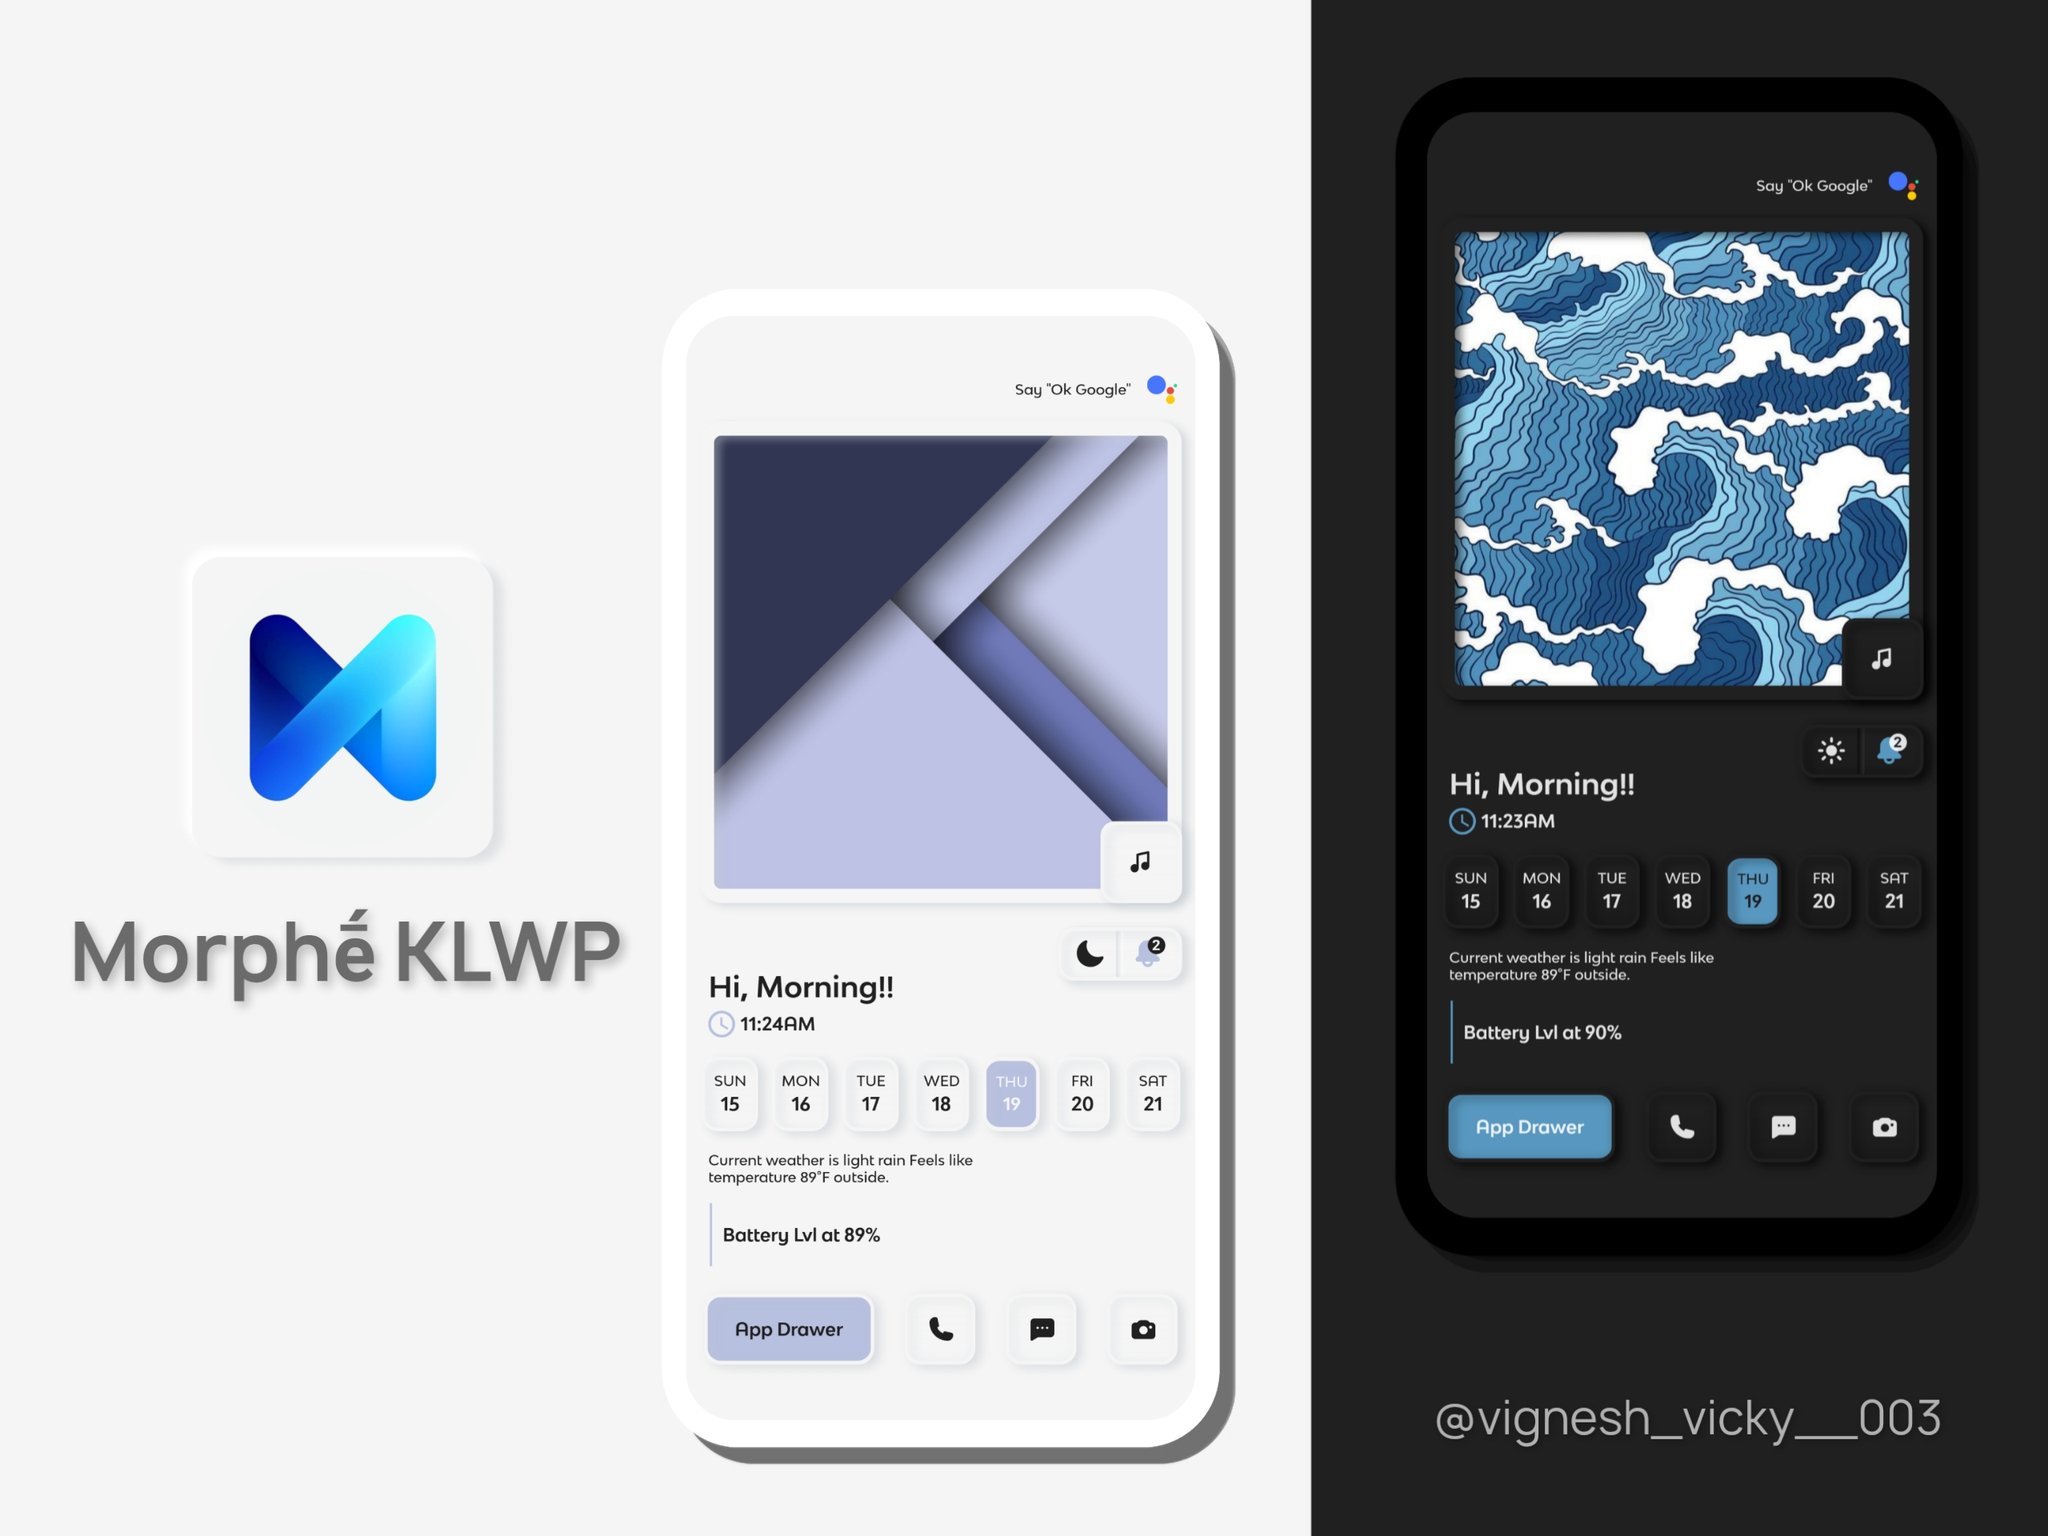 Morphḗ KLWP
Say "Ok Google"
2
Hi, Morning!!
11:24AM
SUN MON TUE WED THU FRI SAT
15 16 17 18 19 20 21
Current weather is light rain Feels like
temperature 89°F outside.
Battery Lvl at 89%
App Drawer
Say "Ok Google"
2
Hi, Morning!!
11:23AM
SUN MON TUE WED THU FRI SAT
15 16 17 18 19 20 21
Current weather is light rain Feels like
temperature 89°F outside.
Battery Lvl at 90%
App Drawer
@vignesh_vicky__003